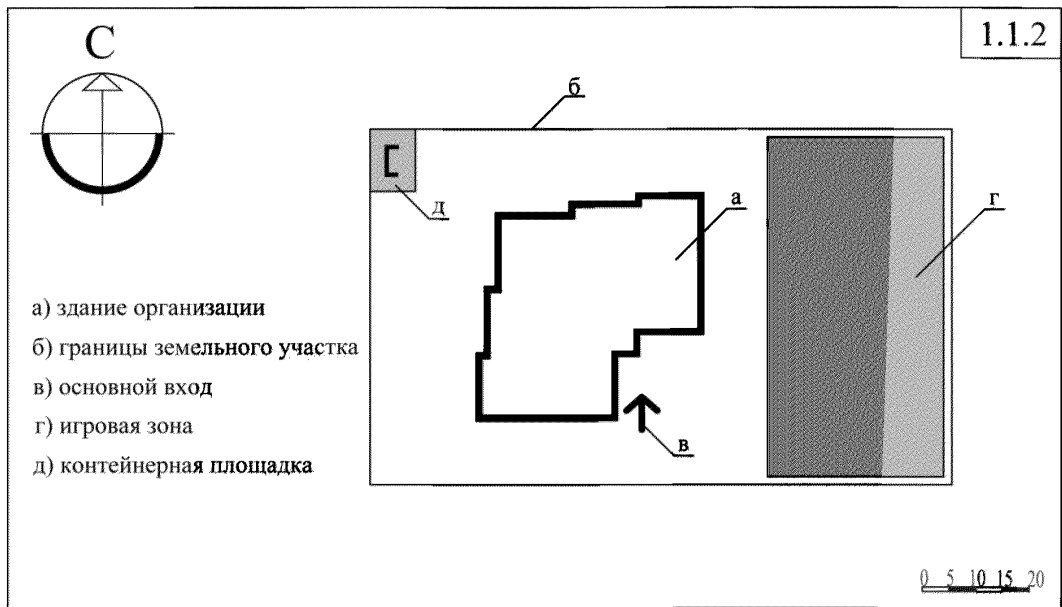 С
1.1.2
б
д
а
г
а) здание организации
б) границы земельного участка
в) основной вход
г) игровая зона
д) контейнерная площадка
в
0 5 10 15 20